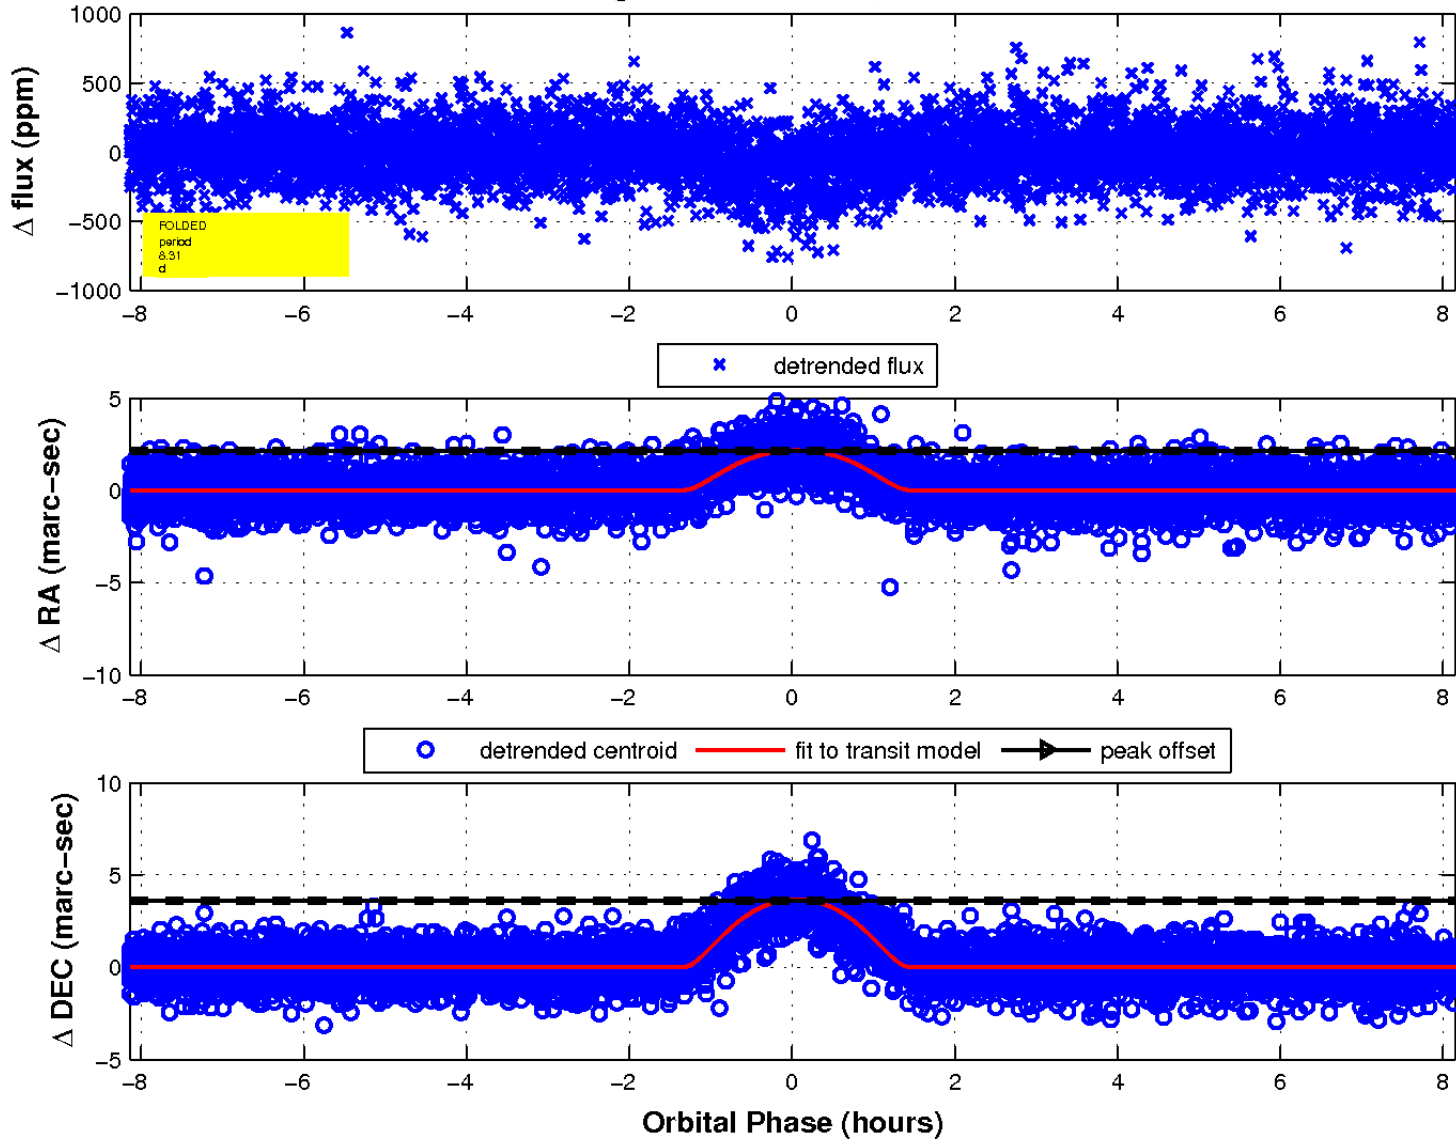 1000
500
0
−500
−1000
Δ flux (ppm)
FOLDED
period
8.31
d
−8 −6 −4 −2 0 2 4 6 8
detrended flux
5
0
−5
−10
Δ RA (marc−sec)
−8 −6 −4 −2 0 2 4 6 8
detrended centroid fit to transit model peak offset
10
5
0
−5
Δ DEC (marc−sec)
−8 −6 −4 −2 0 2 4 6 8
Orbital Phase (hours)